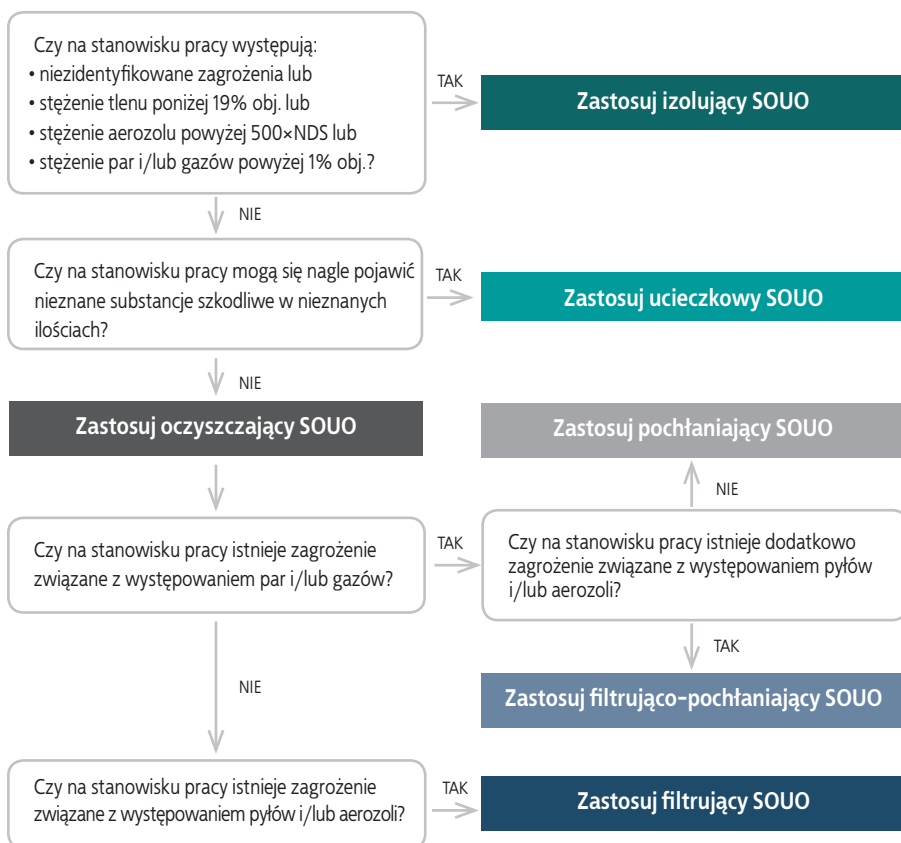 Czy na stanowisku pracy występują:
• niezidentyfikowane zagrożenia lub
• stężenie tlenu poniżej 19% obj. lub
• stężenie aerozolu powyżej 500×NDS lub
• stężenie par i/lub gazów powyżej 1% obj.?
TAK
Zastosuj izolujący SOUO
NIE
Czy na stanowisku pracy mogą się nagle pojawić
nieznane substancje szkodliwe w nieznanych
ilościach?
TAK
Zastosuj ucieczkowy SOUO
NIE
Zastosuj oczyszczający SOUO
Zastosuj pochłaniający SOUO
NIE
Czy na stanowisku pracy istnieje zagrożenie
związane z występowaniem par i/lub gazów?
TAK
Czy na stanowisku pracy istnieje dodatkowo
zagrożenie związane z występowaniem pyłów
i/lub aerozoli?
TAK
NIE
Zastosuj filtrująco-pochłaniający SOUO
Czy na stanowisku pracy istnieje zagrożenie
związane z występowaniem pyłów i/lub aerozoli?
TAK
Zastosuj filtrujący SOUO